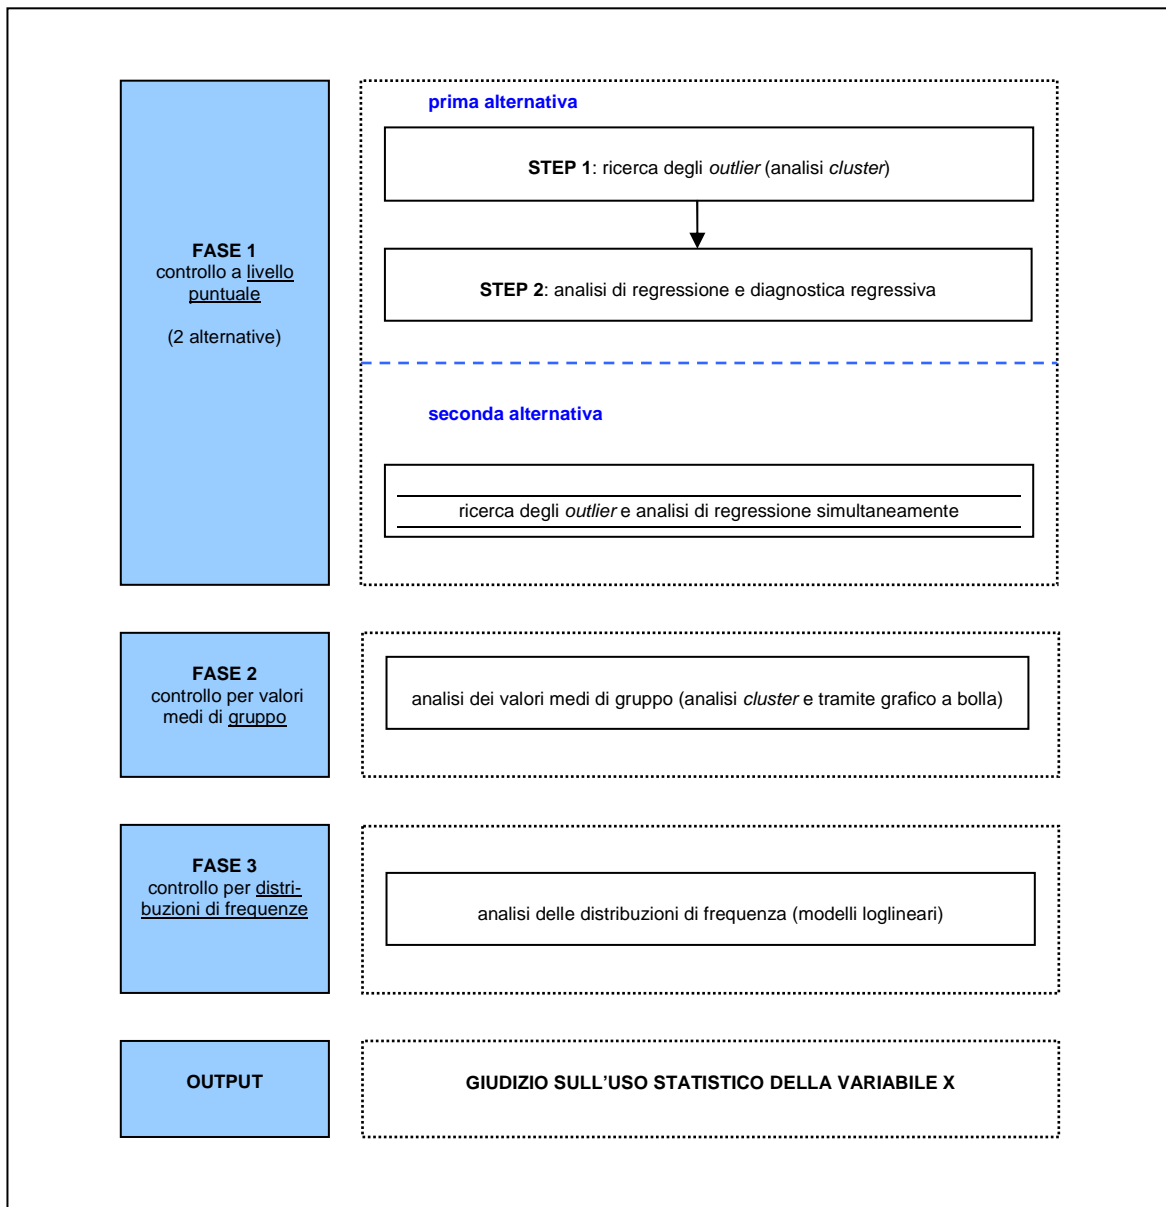 prima alternativa
STEP 1: ricerca degli outlier (analisi cluster)
FASE 1
controllo a livello
puntuale
(2 alternative)
STEP 2: analisi di regressione e diagnostica regressiva
seconda alternativa
ricerca degli outlier e analisi di regressione simultaneamente
FASE 2
controllo per valori
medi di gruppo
analisi dei valori medi di gruppo (analisi cluster e tramite grafico a bolla)
FASE 3
controllo per distri-
buzioni di frequenze
analisi delle distribuzioni di frequenza (modelli loglineari)
OUTPUT
GIUDIZIO SULL’USO STATISTICO DELLA VARIABILE X